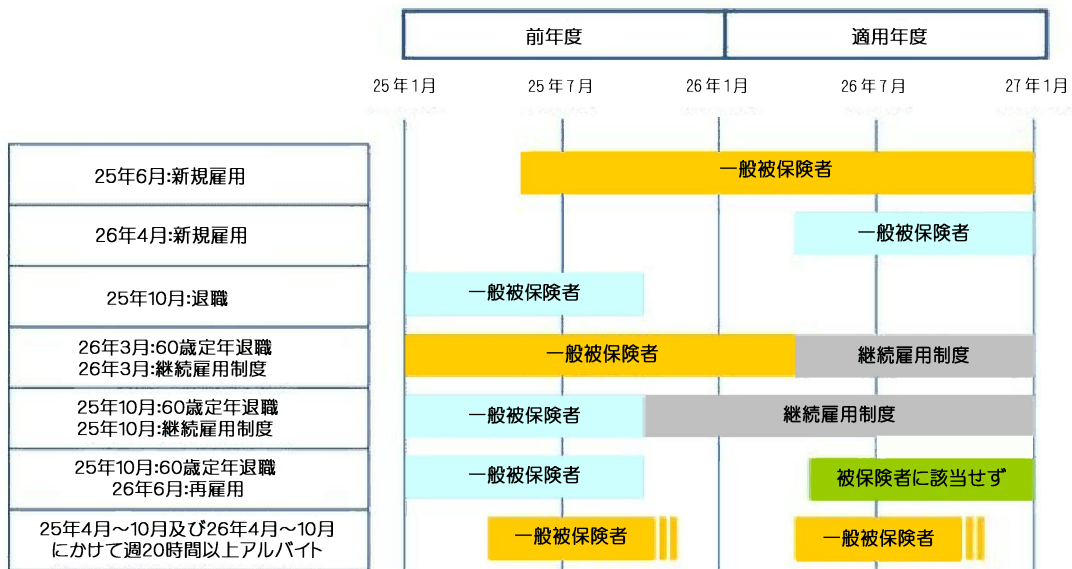 前年度 適用年度
25年1月 25年7月 26年1月 26年7月 27年1月
25年6月:新規雇用 一般被保険者
26年4月:新規雇用 一般被保険者
25年10月:退職 一般被保険者
26年3月:60歳定年退職
26年3月:継続雇用制度
一般被保険者 継続雇用制度
25年10月:60歳定年退職
25年10月:継続雇用制度
一般被保険者 継続雇用制度
25年10月:60歳定年退職
26年6月:再雇用
一般被保険者 被保険者に該当せず
25年4月～10月及び26年4月～10月
にかけて週20時間以上アルバイト
一般被保険者 一般被保険者